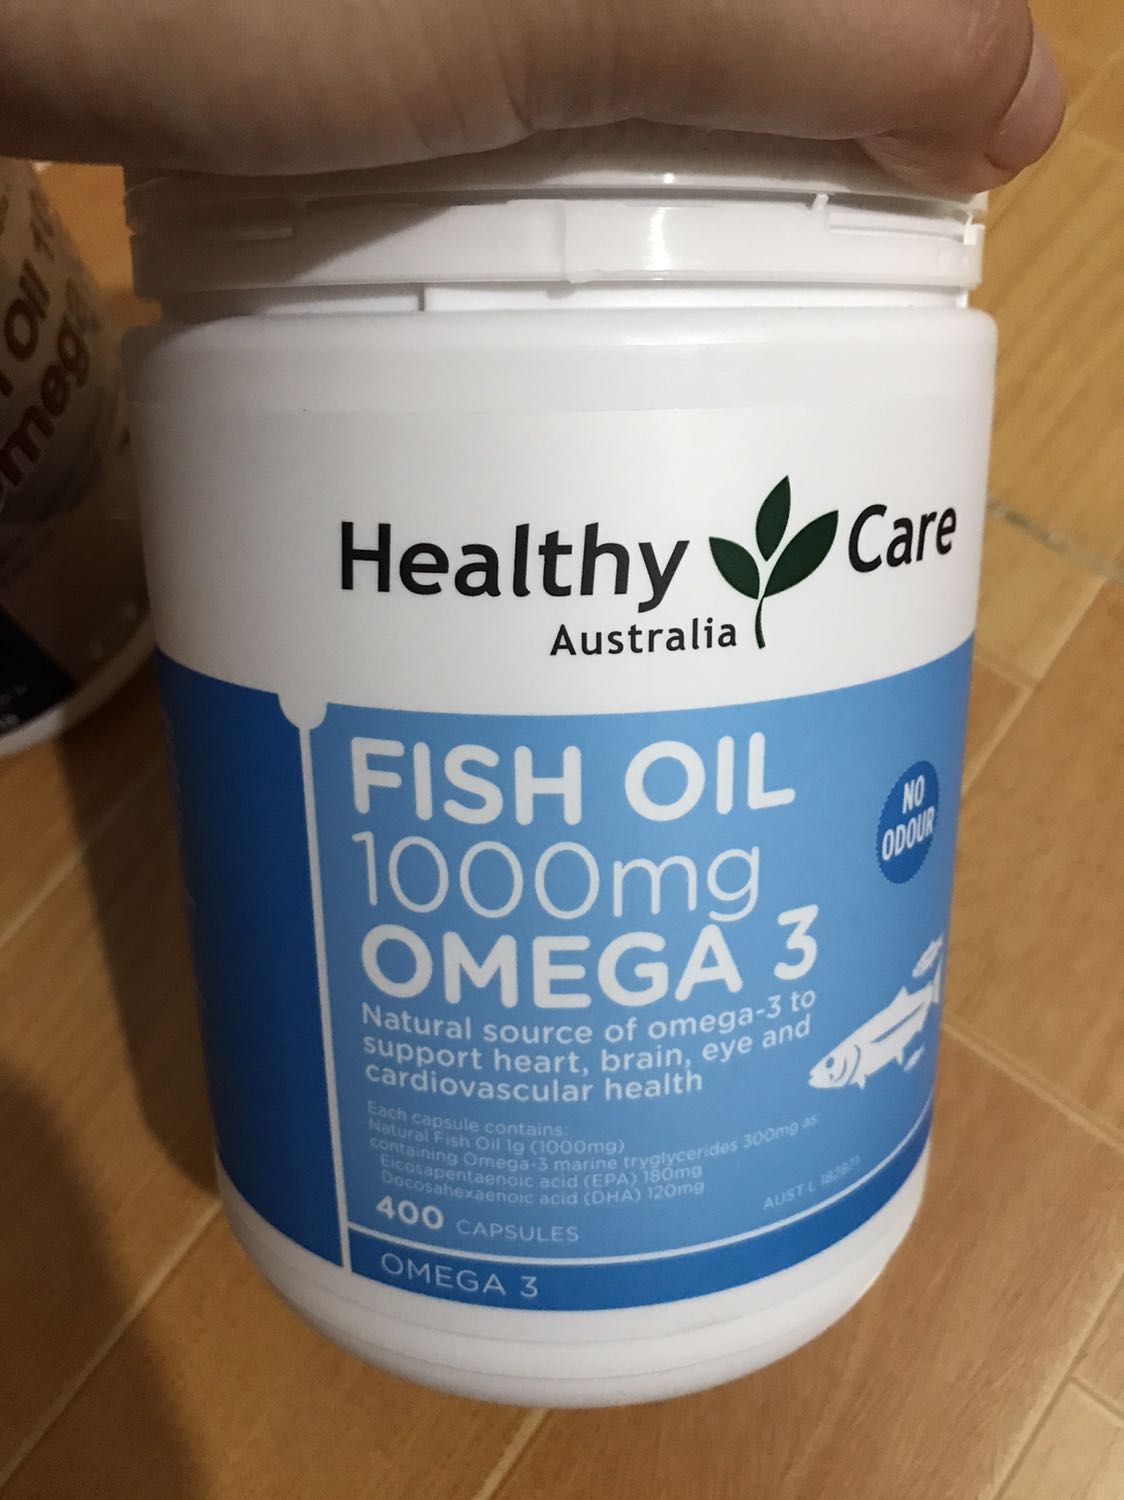 Healthy Care
Australia
FISH OIL
1000mg
OMEGA 3
NO
ODOUR
Natural source of omega-3 to
support heart, brain, eye and
cardiovascular health
Each capsule contains:
Natural Fish Oil 1g (1000mg)
containing Omega-3 marine tryglycerides 300mg as:
Eicosapentaenoic acid (EPA) 180mg
Docosahexaenoic acid (DHA) 120mg
AUST L
400 CAPSULES
OMEGA 3
Oil